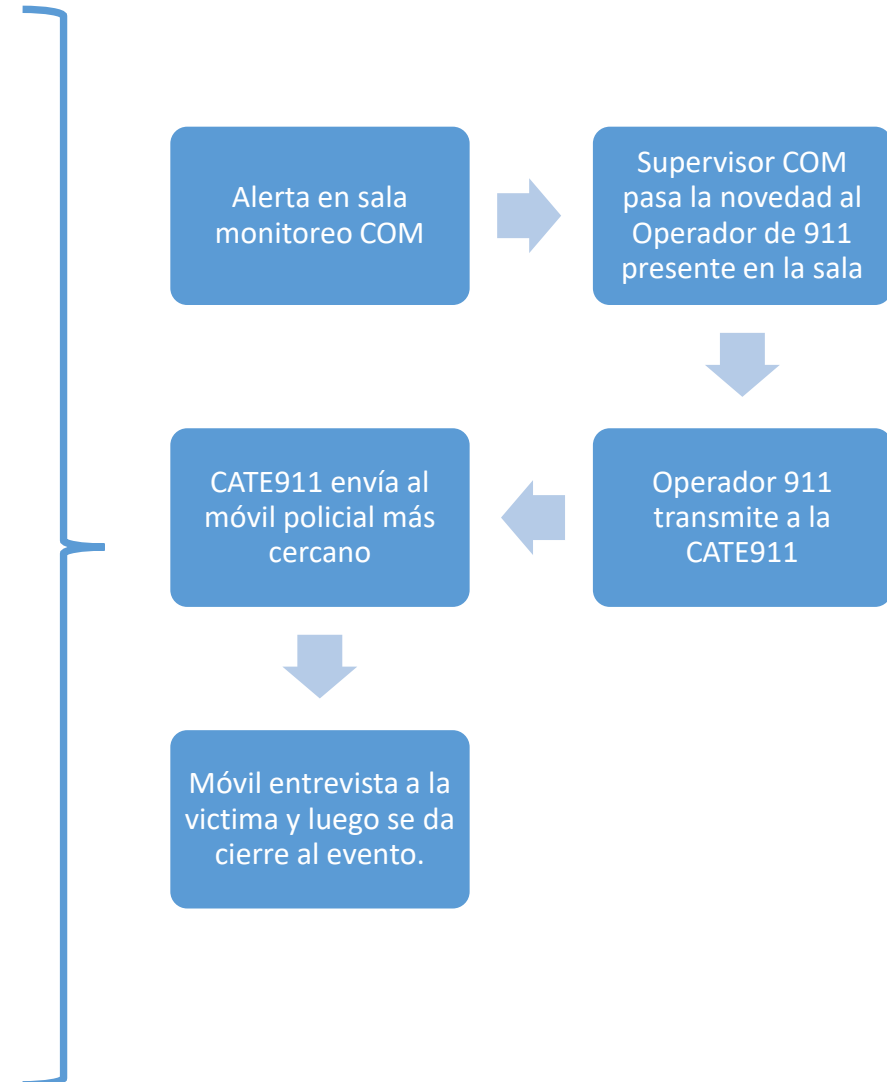 Alerta en sala
monitoreo COM
Supervisor COM
pasa la novedad al
Operador de 911
presente en la sala
Operador 911
transmite a la
CATE911
CATE911 envía al
móvil policial más
cercano
Móvil entrevista a la
victima y luego se da
cierre al evento.